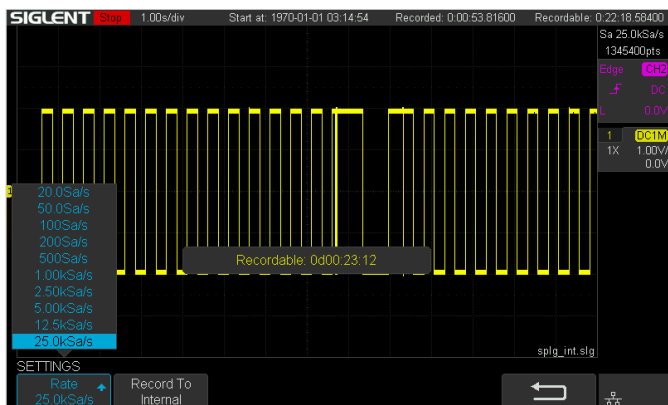 SIGLENT Stop 1.00s/div Start at: 1970-01-01 03:14:54 Recorded: 0:00:53.81600 Recordable: 0:22:18.58400
Sa 25.0kSa/s
1345400pts
Edge CH2
DC
L 0.0V
1 DC1M
1X 1.00V/
0.0V
1
20.0Sa/s
50.0Sa/s
100Sa/s
200Sa/s
500Sa/s
1.00kSa/s
2.50kSa/s
5.00kSa/s
12.5kSa/s
25.0kSa/s
Recordable: 0d00:23:12
splg_int.slg
SETTINGS
Rate
25.0kSa/s
Record To
Internal